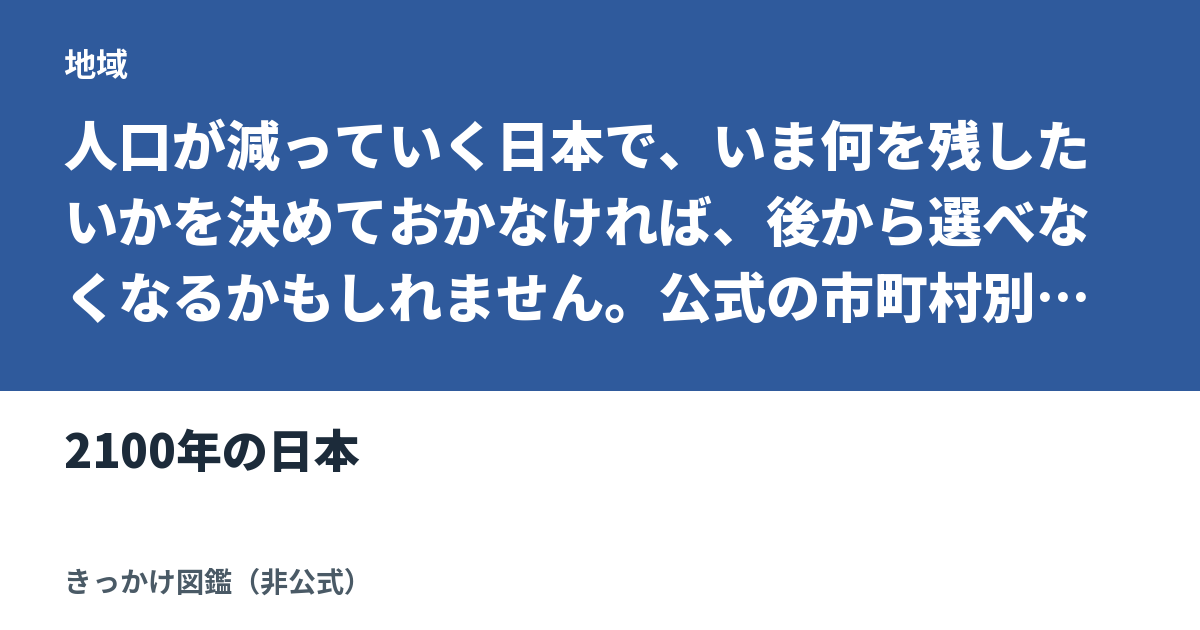 地域
人口が減っていく日本で、いま何を残した
いかを決めておかなければ、後から選べな
くなるかもしれません。公式の市町村別…
2100年の日本
きっかけ図鑑（非公式）